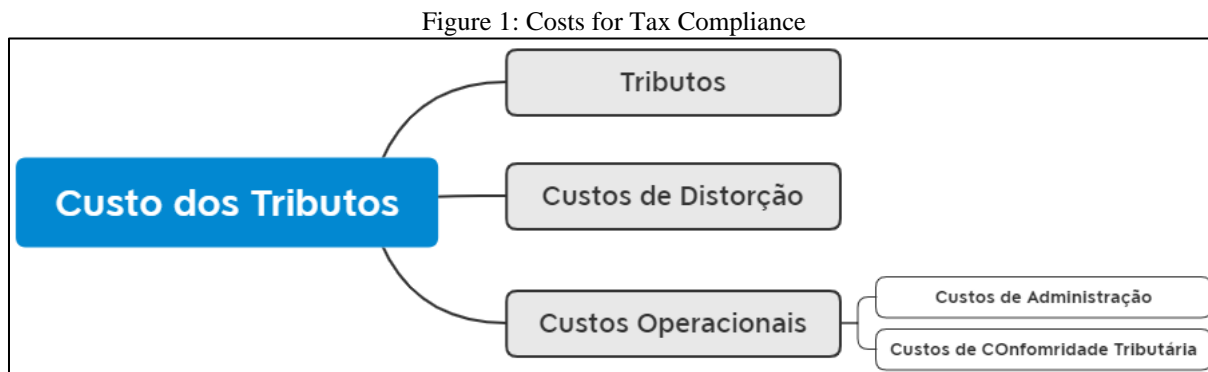 Figure 1: Costs for Tax Compliance
Tributos
Custo dos Tributos
Custos de Distorção
Custos Operacionais
Custos de Administração
Custos de COnfomridade Tributária